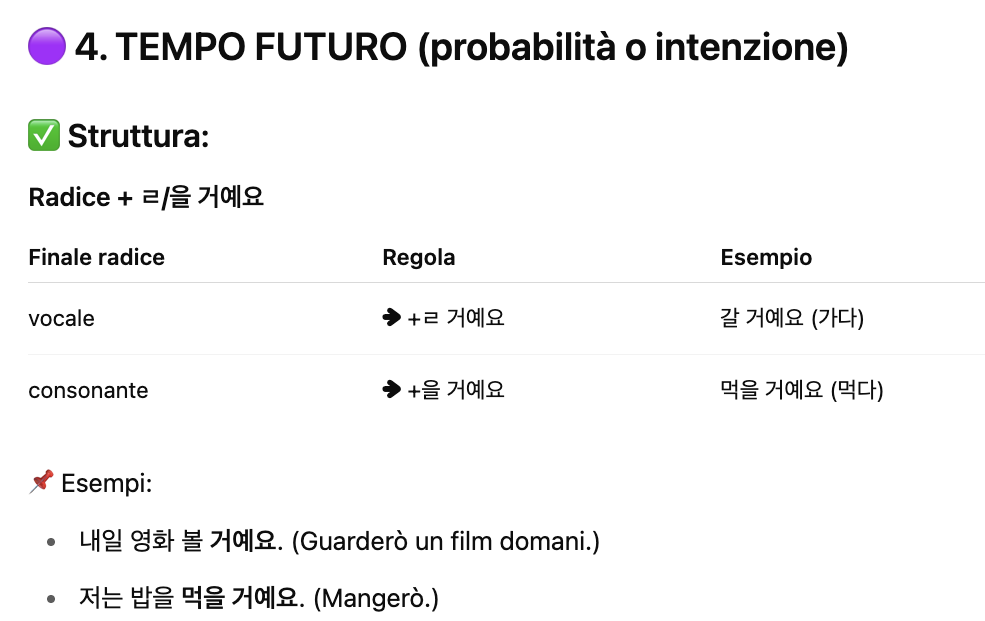 🟣 4. TEMPO FUTURO (probabilità o intenzione)
✅ Struttura:
Radice + ㄹ/을 거예요
Finale radice Regola Esempio
vocale → +ㄹ 거예요 갈 거예요 (가다)
consonante → +을 거예요 먹을 거예요 (먹다)
📌 Esempi:
• 내일 영화 볼 거예요. (Guarderò un film domani.)
• 저는 밥을 먹을 거예요. (Mangerò.)